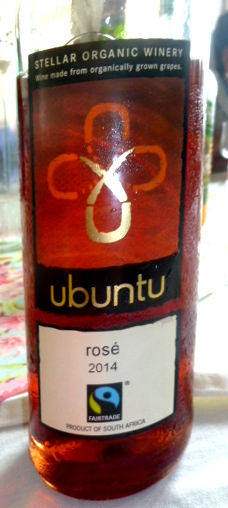 STELLAR ORGANIC WINERY
Wine made from organically grown grapes.
ubuntu
rosé
2014
®
FAIRTRADE
PRODUCT OF SOUTH AFRICA